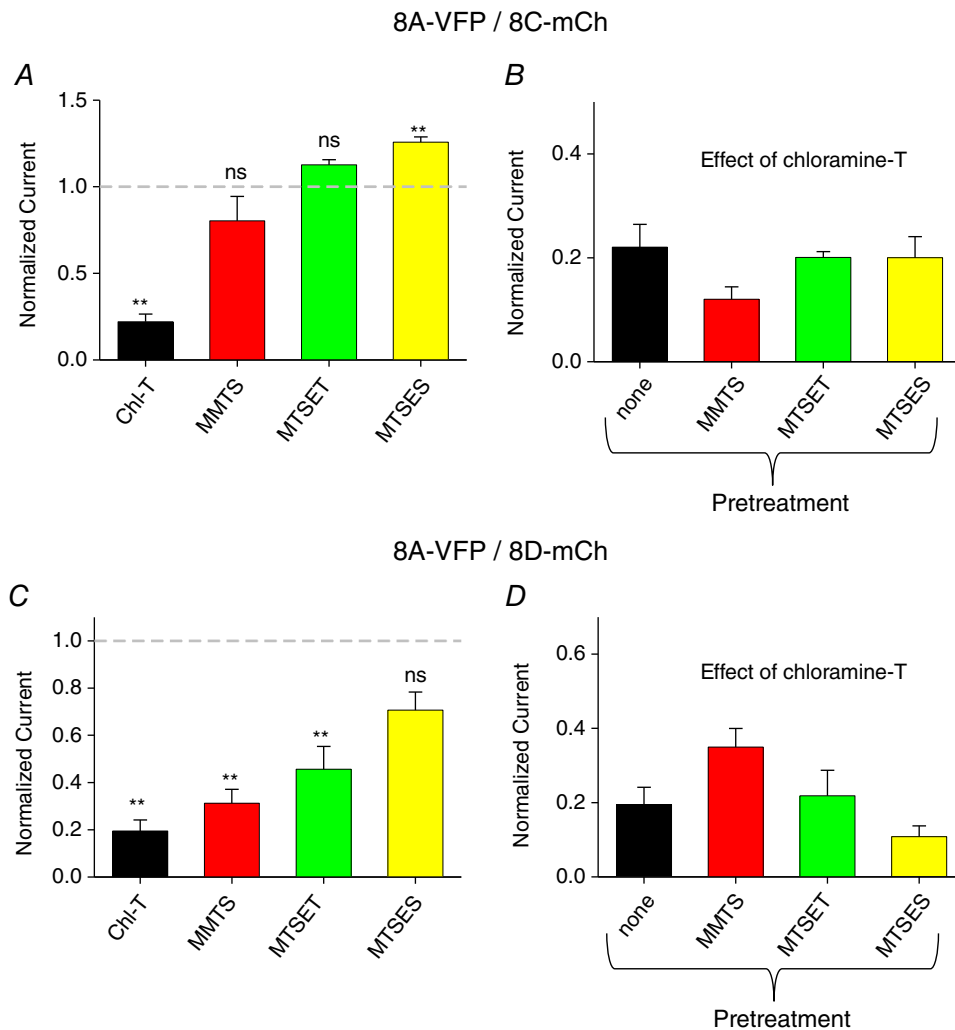 8A-VFP / 8C-mCh
A
Normalized Current
1.5
1.0
0.5
0.0
**
ns
ns
**
Chl-T
MMTS
MTSET
MTSES
B
Normalized Current
0.4
0.2
0.0
Effect of chloramine-T
none
MMTS
MTSET
MTSES
Pretreatment
8A-VFP / 8D-mCh
C
Normalized Current
1.0
0.8
0.6
0.4
0.2
0.0
**
**
**
ns
Chl-T
MMTS
MTSET
MTSES
D
Normalized Current
0.6
0.4
0.2
0.0
Effect of chloramine-T
none
MMTS
MTSET
MTSES
Pretreatment